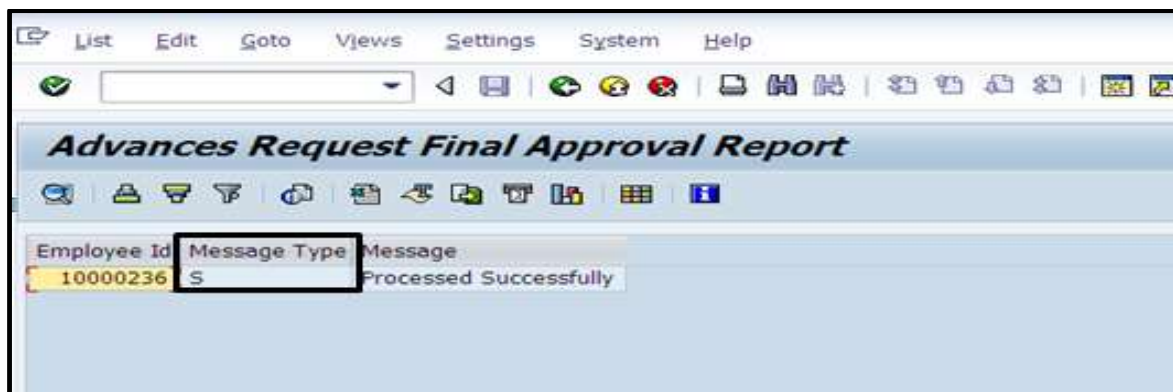 List Edit Goto Views Settings System Help
Advances Request Final Approval Report
Employee Id Message Type Message
10000236 S Processed Successfully